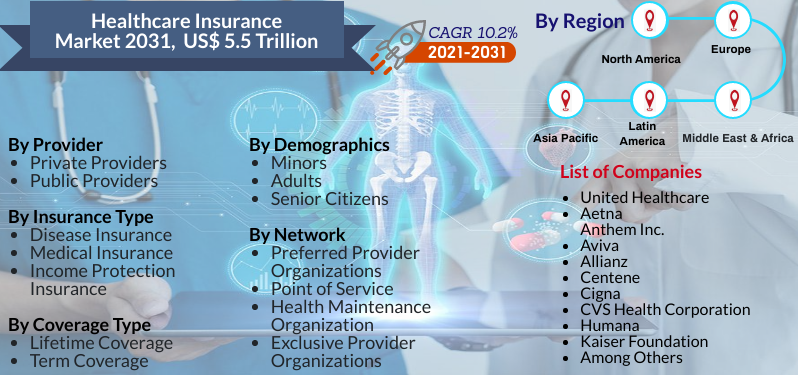 Healthcare Insurance
Market 2031,  US$ 5.5 Trillion
CAGR 10.2%
2021-2031
By Region
North America
Europe
Asia Pacific
Latin
America
Middle East & Africa
By Provider
• Private Providers
• Public Providers
By Insurance Type
• Disease Insurance
• Medical Insurance
• Income Protection
Insurance
By Coverage Type
• Lifetime Coverage
• Term Coverage
By Demographics
• Minors
• Adults
• Senior Citizens
By Network
• Preferred Provider
Organizations
• Point of Service
• Health Maintenance
Organization
• Exclusive Provider
Organizations
List of Companies
• United Healthcare
• Aetna
Anthem Inc.
• Aviva
• Allianz
• Centene
• Cigna
• CVS Health Corporation
• Humana
• Kaiser Foundation
• Among Others